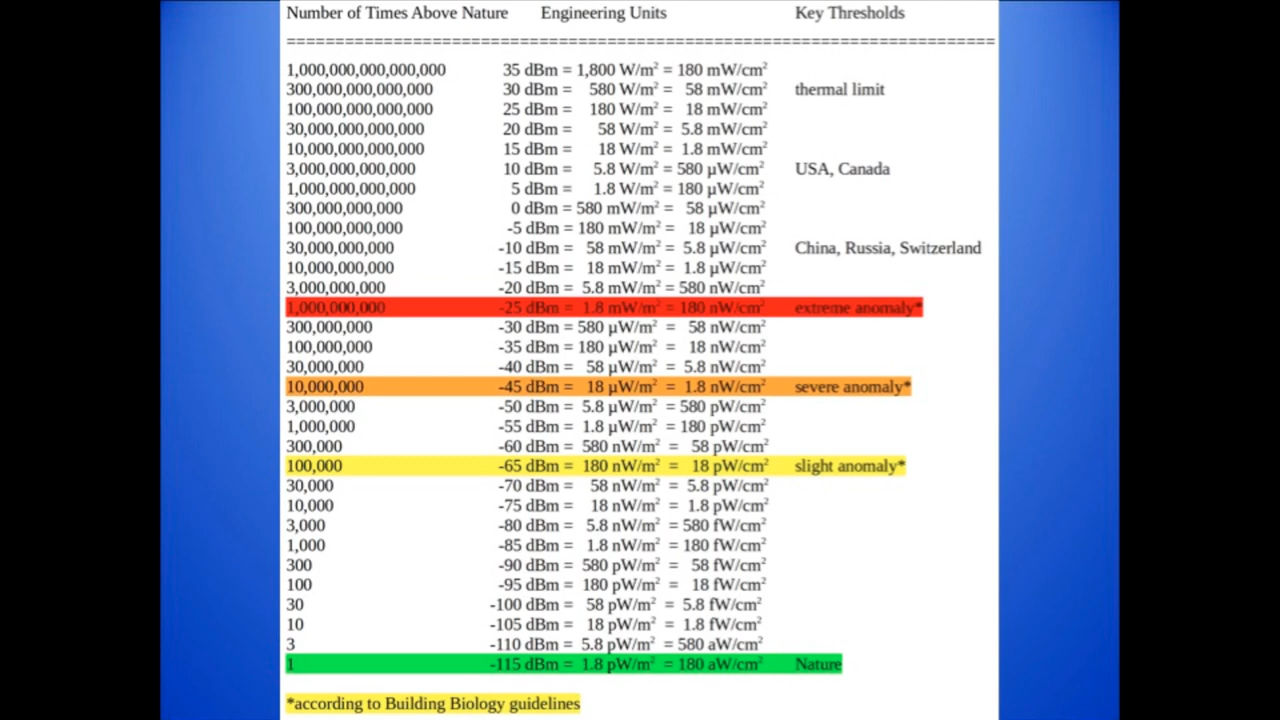 Number of Times Above Nature Engineering Units Key Thresholds
=========================================================================
1,000,000,000,000,000 35 dBm = 1,800 W/m² = 180 mW/cm²
300,000,000,000,000 30 dBm = 580 W/m² = 58 mW/cm² thermal limit
100,000,000,000,000 25 dBm = 180 W/m² = 18 mW/cm²
30,000,000,000,000 20 dBm = 58 W/m² = 5.8 mW/cm²
10,000,000,000,000 15 dBm = 18 W/m² = 1.8 mW/cm²
3,000,000,000,000 10 dBm = 5.8 W/m² = 580 µW/cm² USA, Canada
1,000,000,000,000 5 dBm = 1.8 W/m² = 180 µW/cm²
300,000,000,000 0 dBm = 580 mW/m² = 58 µW/cm²
100,000,000,000 -5 dBm = 180 mW/m² = 18 µW/cm²
30,000,000,000 -10 dBm = 58 mW/m² = 5.8 µW/cm² China, Russia, Switzerland
10,000,000,000 -15 dBm = 18 mW/m² = 1.8 µW/cm²
3,000,000,000 -20 dBm = 5.8 mW/m² = 580 nW/cm²
1,000,000,000 -25 dBm = 1.8 mW/m² = 180 nW/cm² extreme anomaly*
300,000,000 -30 dBm = 580 µW/m² = 58 nW/cm²
100,000,000 -35 dBm = 180 µW/m² = 18 nW/cm²
30,000,000 -40 dBm = 58 µW/m² = 5.8 nW/cm²
10,000,000 -45 dBm = 18 µW/m² = 1.8 nW/cm² severe anomaly*
3,000,000 -50 dBm = 5.8 µW/m² = 580 pW/cm²
1,000,000 -55 dBm = 1.8 µW/m² = 180 pW/cm²
300,000 -60 dBm = 580 nW/m² = 58 pW/cm²
100,000 -65 dBm = 180 nW/m² = 18 pW/cm² slight anomaly*
30,000 -70 dBm = 58 nW/m² = 5.8 pW/cm²
10,000 -75 dBm = 18 nW/m² = 1.8 pW/cm²
3,000 -80 dBm = 5.8 nW/m² = 580 fW/cm²
1,000 -85 dBm = 1.8 nW/m² = 180 fW/cm²
300 -90 dBm = 580 pW/m² = 58 fW/cm²
100 -95 dBm = 180 pW/m² = 18 fW/cm²
30 -100 dBm = 58 pW/m² = 5.8 fW/cm²
10 -105 dBm = 18 pW/m² = 1.8 fW/cm²
3 -110 dBm = 5.8 pW/m² = 580 aW/cm²
1 -115 dBm = 1.8 pW/m² = 180 aW/cm² Nature
*according to Building Biology guidelines